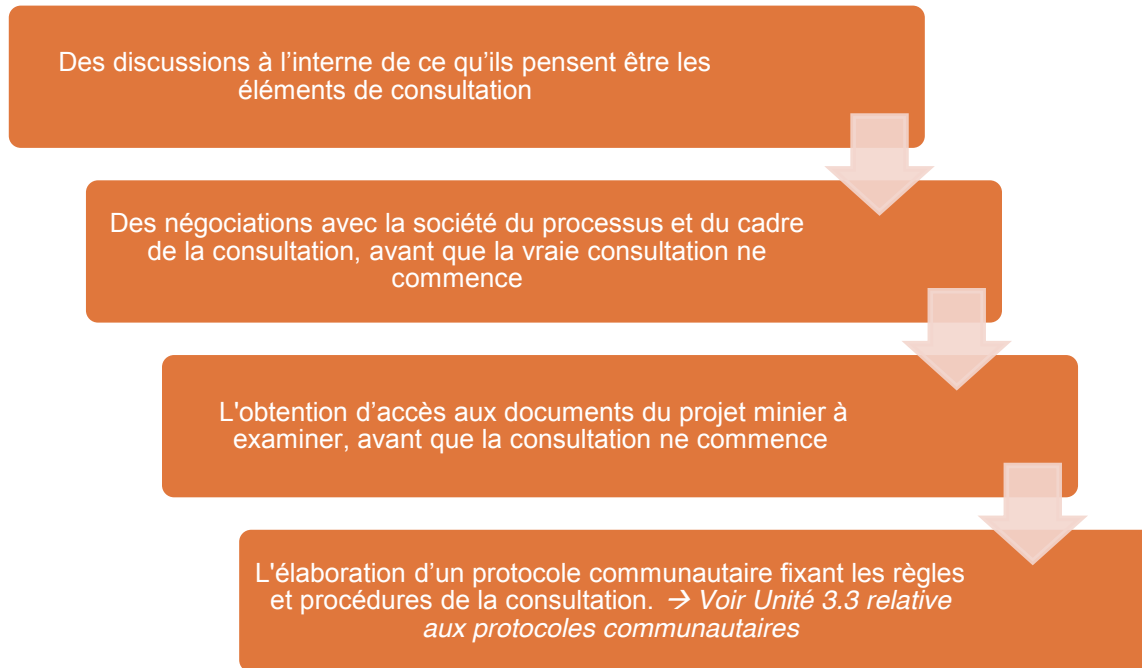 Des discussions à l’interne de ce qu’ils pensent être les
éléments de consultation
Des négociations avec la société du processus et du cadre
de la consultation, avant que la vraie consultation ne
commence
L'obtention d’accès aux documents du projet minier à
examiner, avant que la consultation ne commence
L'élaboration d’un protocole communautaire fixant les règles
et procédures de la consultation. → Voir Unité 3.3 relative
aux protocoles communautaires